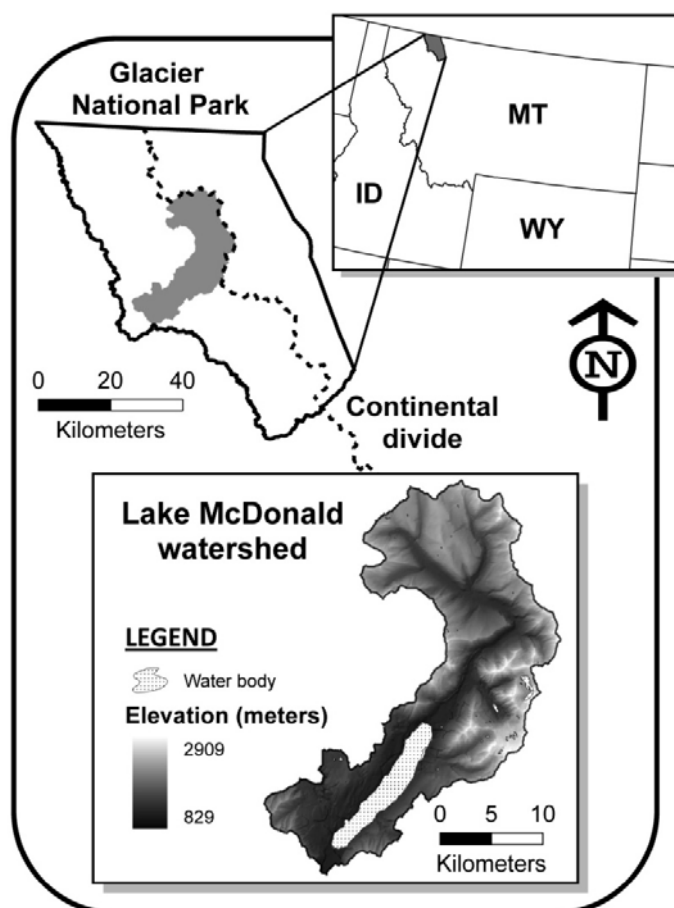 Glacier
National Park
MT
ID
WY
N
0 20 40
Kilometers
Continental
divide
Lake McDonald
watershed
LEGEND
Water body
Elevation (meters)
2909
829
0 5 10
Kilometers